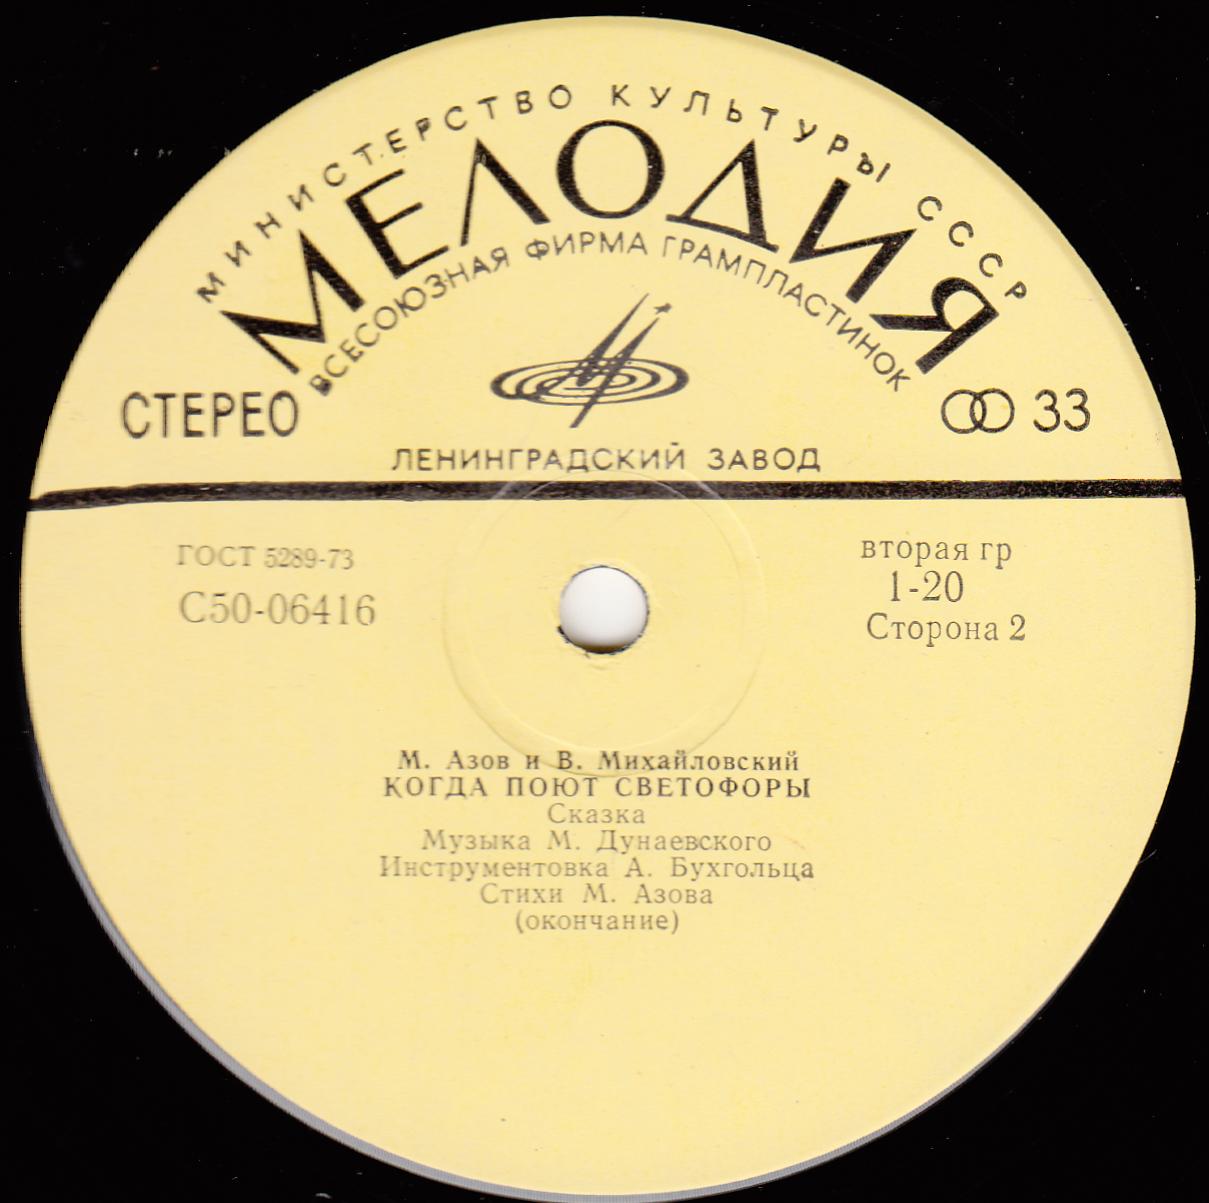 МИНИСТЕРСТВО КУЛЬТУРЫ СССР
МЕЛОДИЯ
ВСЕСОЮЗНАЯ ФИРМА ГРАМПЛАСТИНОК
СТЕРЕО
33
ЛЕНИНГРАДСКИЙ ЗАВОД
ГОСТ 5289-73
С50-06416
вторая гр
1-20
Сторона 2
М. Азов и В. Михайловский
КОГДА ПОЮТ СВЕТОФОРЫ
Сказка
Музыка М. Дунаевского
Инструментовка А. Бухгольца
Стихи М. Азова
(окончание)